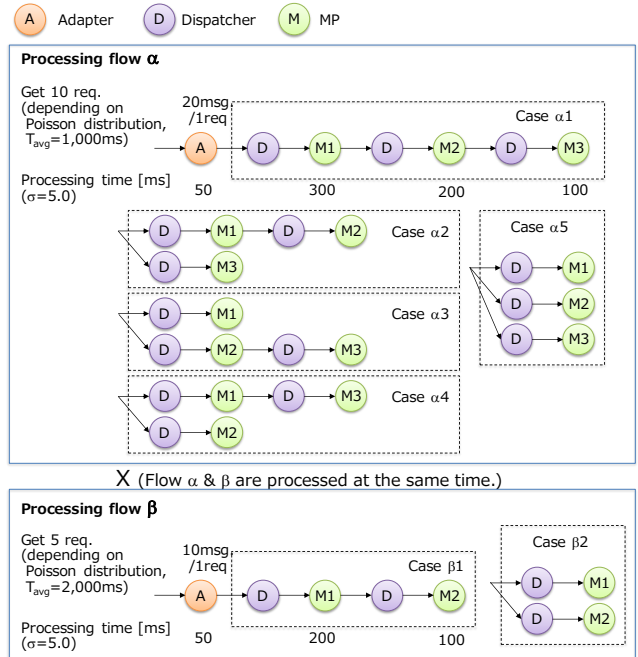 A Adapter D Dispatcher M MP
Processing flow α
Get 10 req.
(depending on
Poisson distribution,
Tavg=1,000ms)
20msg
/1req
Case α1
A D M1 D M2 D M3
Processing time [ms]
(σ=5.0)
50 300 200 100
D M1 D M2 Case α2
D M3
D M1 Case α3
D M2 D M3
D M1 D M3 Case α4
D M2
Case α5
D M1
D M2
D M3
X (Flow α & β are processed at the same time.)
Processing flow β
Get 5 req.
(depending on
Poisson distribution,
Tavg=2,000ms)
10msg
/1req
Case β1
A D M1 D M2
Processing time [ms]
(σ=5.0)
50 200 100
Case β2
D M1
D M2